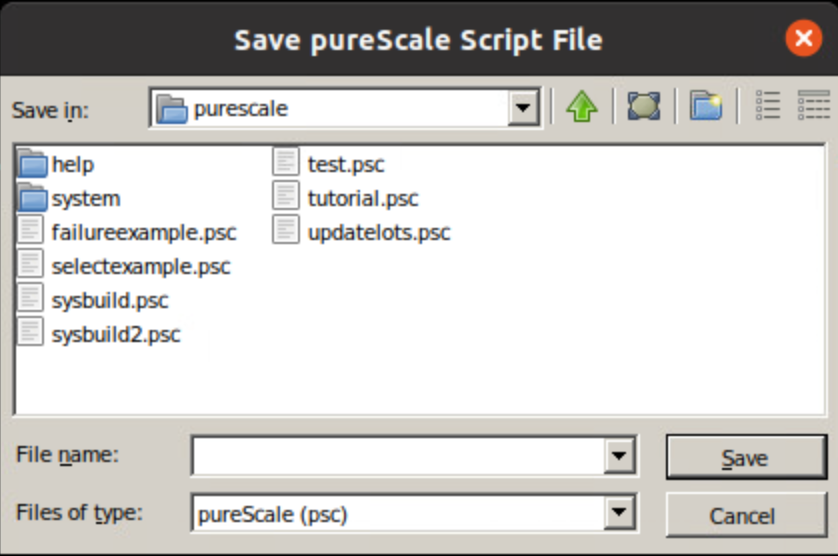 Save pureScale Script File
Save in:
purescale
help
system
failureexample.psc
selectexample.psc
sysbuild.psc
sysbuild2.psc
test.psc
tutorial.psc
updatelots.psc
File name:
Save
Files of type:
pureScale (psc)
Cancel